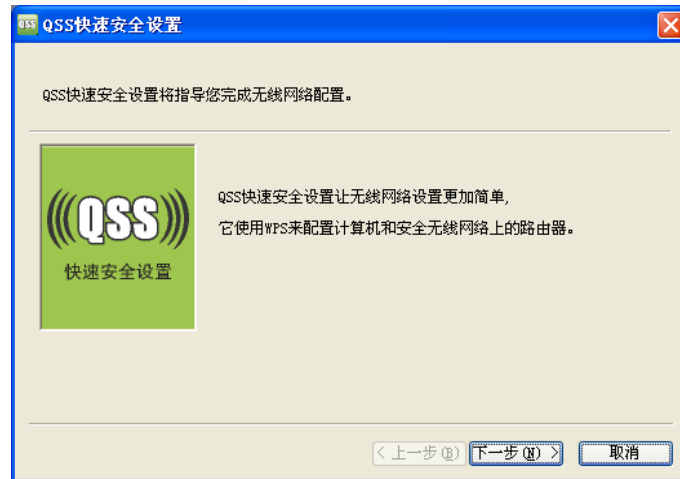 QSS QSS快速安全设置
QSS快速安全设置将指导您完成无线网络配置。
(((QSS)))
快速安全设置
QSS快速安全设置让无线网络设置更加简单,
它使用WPS来配置计算机和安全无线网络上的路由器。
< 上一步(B) 下一步(N) > 取消